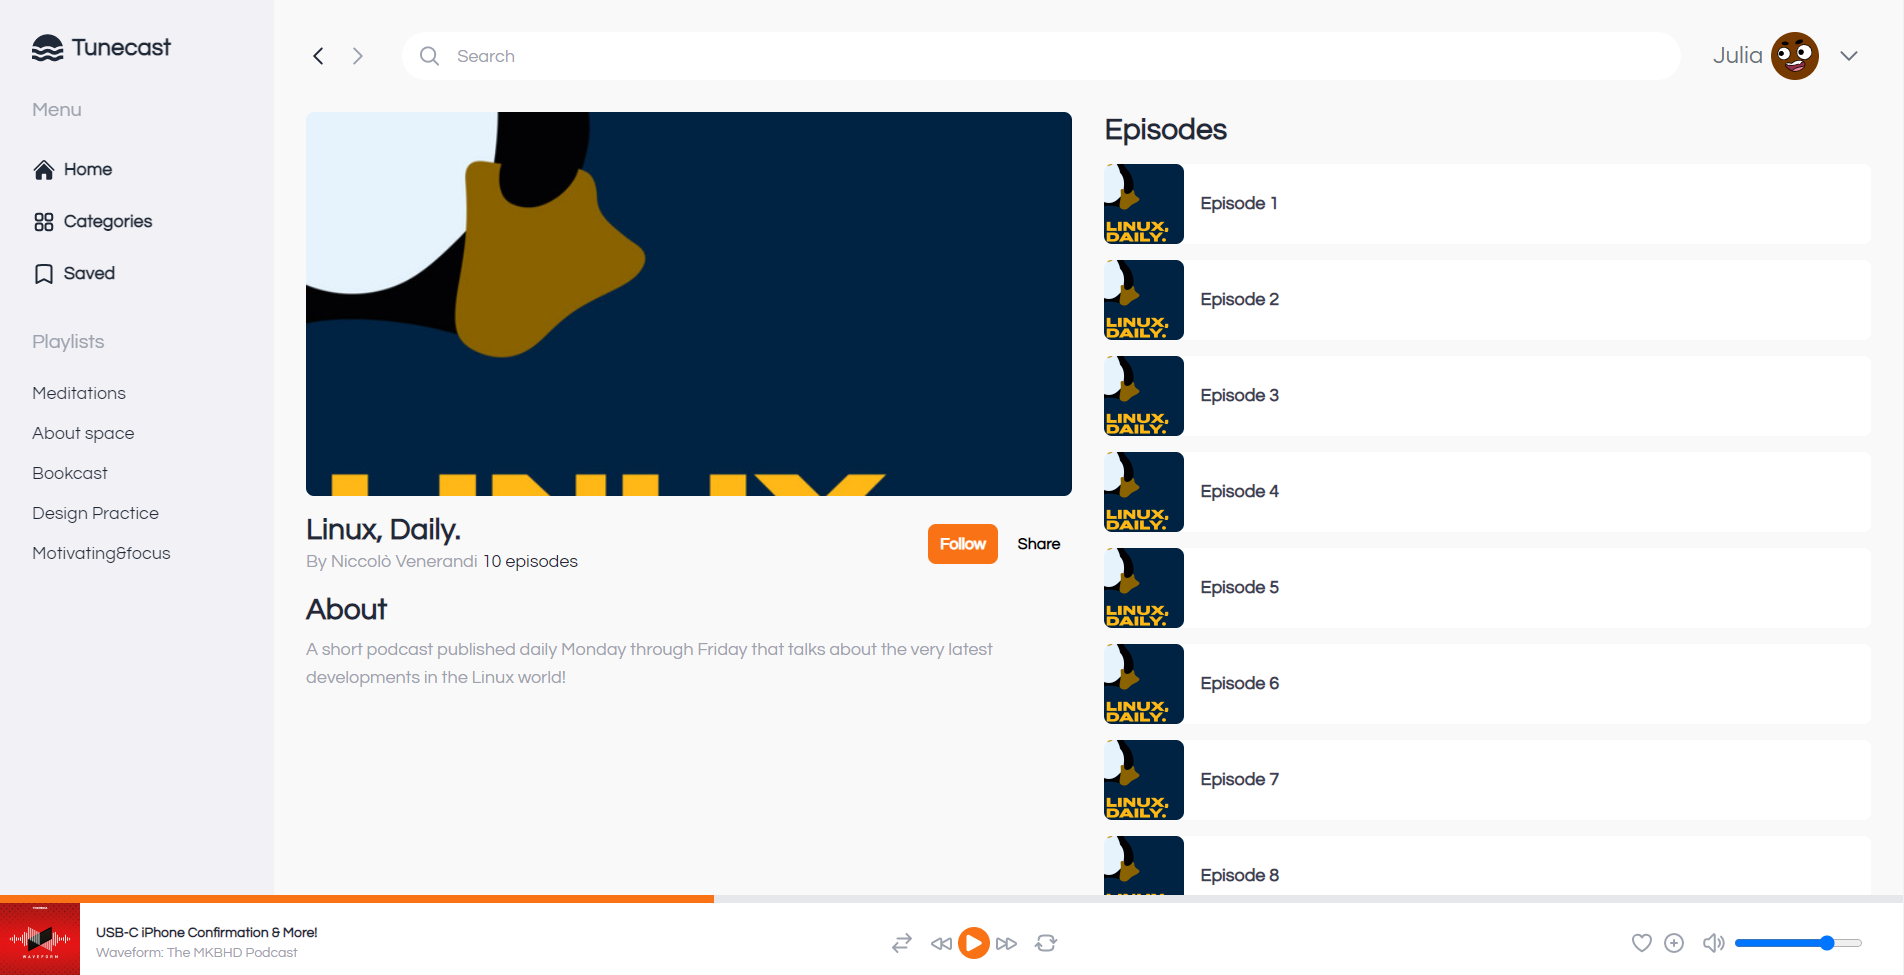 Tunecast
Menu
Home
Categories
Saved
Playlists
Meditations
About space
Bookcast
Design Practice
Motivating&focus
Search
Julia
LINUX
Linux, Daily.
By Niccolò Venerandi 10 episodes
Follow
Share
About
A short podcast published daily Monday through Friday that talks about the very latest
developments in the Linux world!
Episodes
LINUX,
DAILY.
Episode 1
LINUX,
DAILY.
Episode 2
LINUX,
DAILY.
Episode 3
LINUX,
DAILY.
Episode 4
LINUX,
DAILY.
Episode 5
LINUX,
DAILY.
Episode 6
LINUX,
DAILY.
Episode 7
Episode 8
WAVEFORM
USB-C iPhone Confirmation & More!
Waveform: The MKBHD Podcast